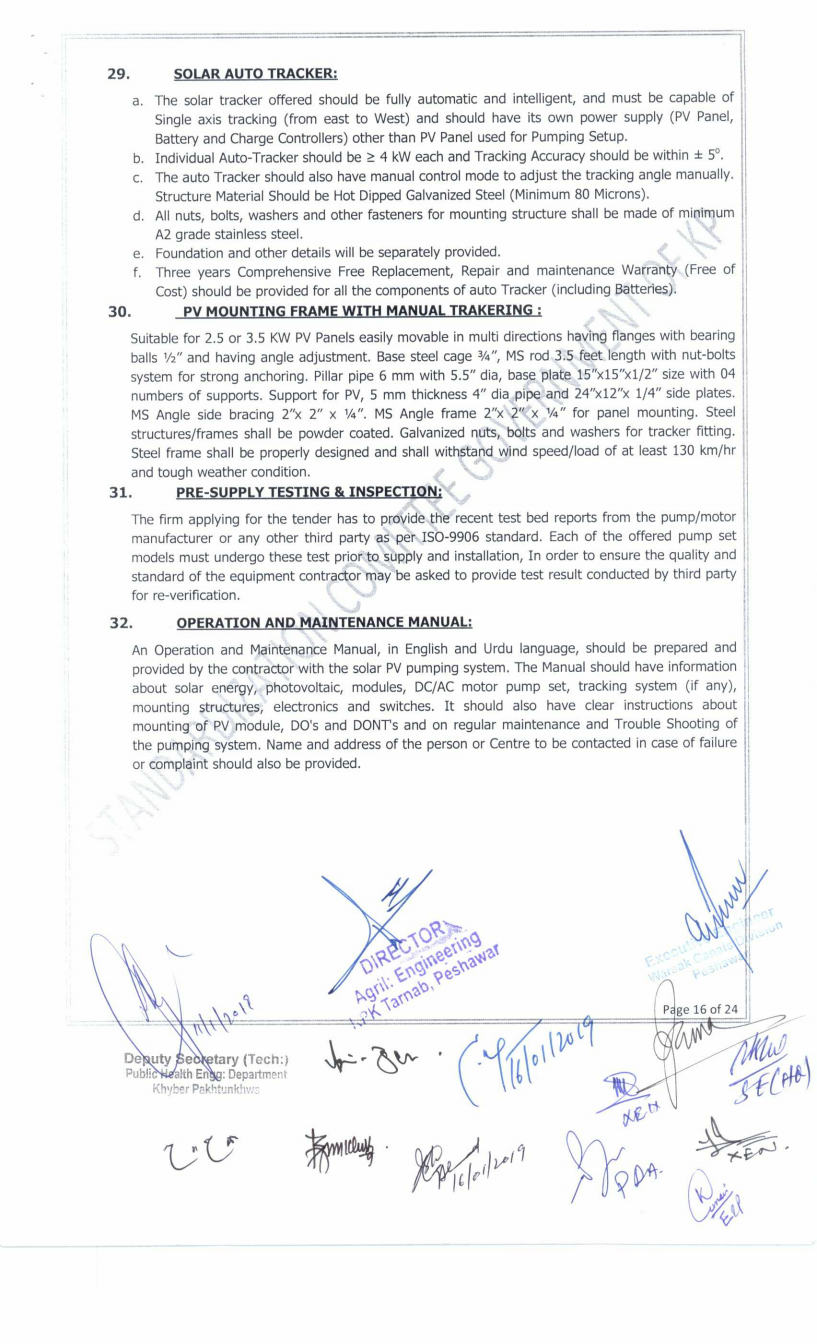 29. SOLAR AUTO TRACKER:
a. The solar tracker offered should be fully automatic and intelligent, and must be capable of
Single axis tracking (from east to West) and should have its own power supply (PV Panel,
Battery and Charge Controllers) other than PV Panel used for Pumping Setup.
b. Individual Auto-Tracker should be ≥ 4 kW each and Tracking Accuracy should be within ± 5°.
c. The auto Tracker should also have manual control mode to adjust the tracking angle manually.
Structure Material Should be Hot Dipped Galvanized Steel (Minimum 80 Microns).
d. All nuts, bolts, washers and other fasteners for mounting structure shall be made of minimum
A2 grade stainless steel.
e. Foundation and other details will be separately provided.
f. Three years Comprehensive Free Replacement, Repair and maintenance Warranty (Free of
Cost) should be provided for all the components of auto Tracker (including Batteries).
30. PV MOUNTING FRAME WITH MANUAL TRAKERING :
Suitable for 2.5 or 3.5 KW PV Panels easily movable in multi directions having flanges with bearing
balls ½" and having angle adjustment. Base steel cage ¾", MS rod 3.5 feet length with nut-bolts
system for strong anchoring. Pillar pipe 6 mm with 5.5" dia, base plate 15"x15"x1/2" size with 04
numbers of supports. Support for PV, 5 mm thickness 4" dia pipe and 24"x12"x 1/4" side plates.
MS Angle side bracing 2"x 2" x ¼". MS Angle frame 2"x 2" x ¼" for panel mounting. Steel
structures/frames shall be powder coated. Galvanized nuts, bolts and washers for tracker fitting.
Steel frame shall be properly designed and shall withstand wind speed/load of at least 130 km/hr
and tough weather condition.
31. PRE-SUPPLY TESTING & INSPECTION:
The firm applying for the tender has to provide the recent test bed reports from the pump/motor
manufacturer or any other third party as per ISO-9906 standard. Each of the offered pump set
models must undergo these test prior to supply and installation, In order to ensure the quality and
standard of the equipment contractor may be asked to provide test result conducted by third party
for re-verification.
32. OPERATION AND MAINTENANCE MANUAL:
An Operation and Maintenance Manual, in English and Urdu language, should be prepared and
provided by the contractor with the solar PV pumping system. The Manual should have information
about solar energy, photovoltaic, modules, DC/AC motor pump set, tracking system (if any),
mounting structures, electronics and switches. It should also have clear instructions about
mounting of PV module, DO's and DONT's and on regular maintenance and Trouble Shooting of
the pumping system. Name and address of the person or Centre to be contacted in case of failure
or complaint should also be provided.
STANDARDIZATION COMMITTEE GOVERNMENT OF KP
DIRECTOR
Agril: Engineering
KPK Tarnab, Peshawar
Executive Engineer
Warsak Canals Division
Peshawar
Page 16 of 24
11/1/2019
Deputy Secretary (Tech:)
Public Health Engg: Department
Khyber Pakhtunkhwa
16/01/2019
XEN
SE(HQ)
16/01/2019
PDA.
XEN.